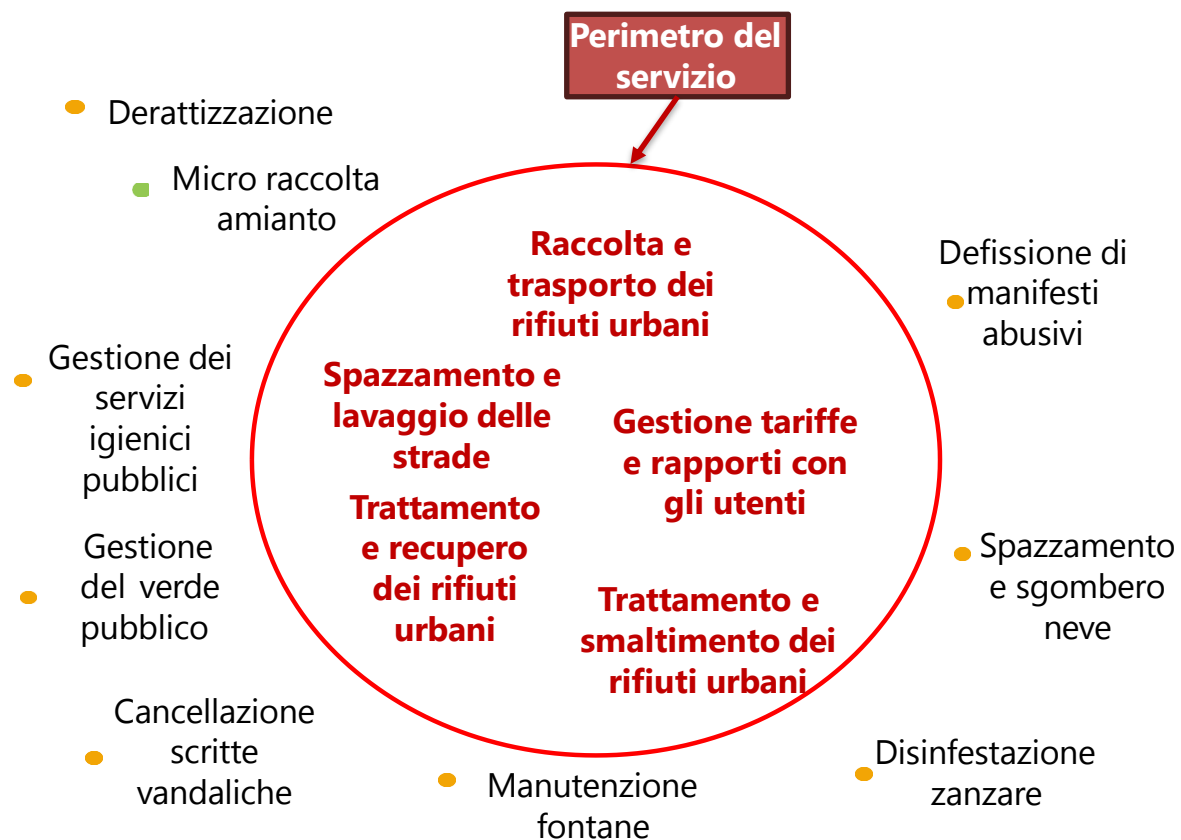 Perimetro del
servizio
Derattizzazione
Micro raccolta
amianto
Raccolta e
trasporto dei
rifiuti urbani
Defissione di
manifesti
abusivi
Gestione dei
servizi
igienici
pubblici
Spazzamento e
lavaggio delle
strade
Gestione tariffe
e rapporti con
gli utenti
Trattamento
e recupero
dei rifiuti
urbani
Gestione
del verde
pubblico
Spazzamento
e sgombero
neve
Trattamento e
smaltimento dei
rifiuti urbani
Cancellazione
scritte
vandaliche
Manutenzione
fontane
Disinfestazione
zanzare